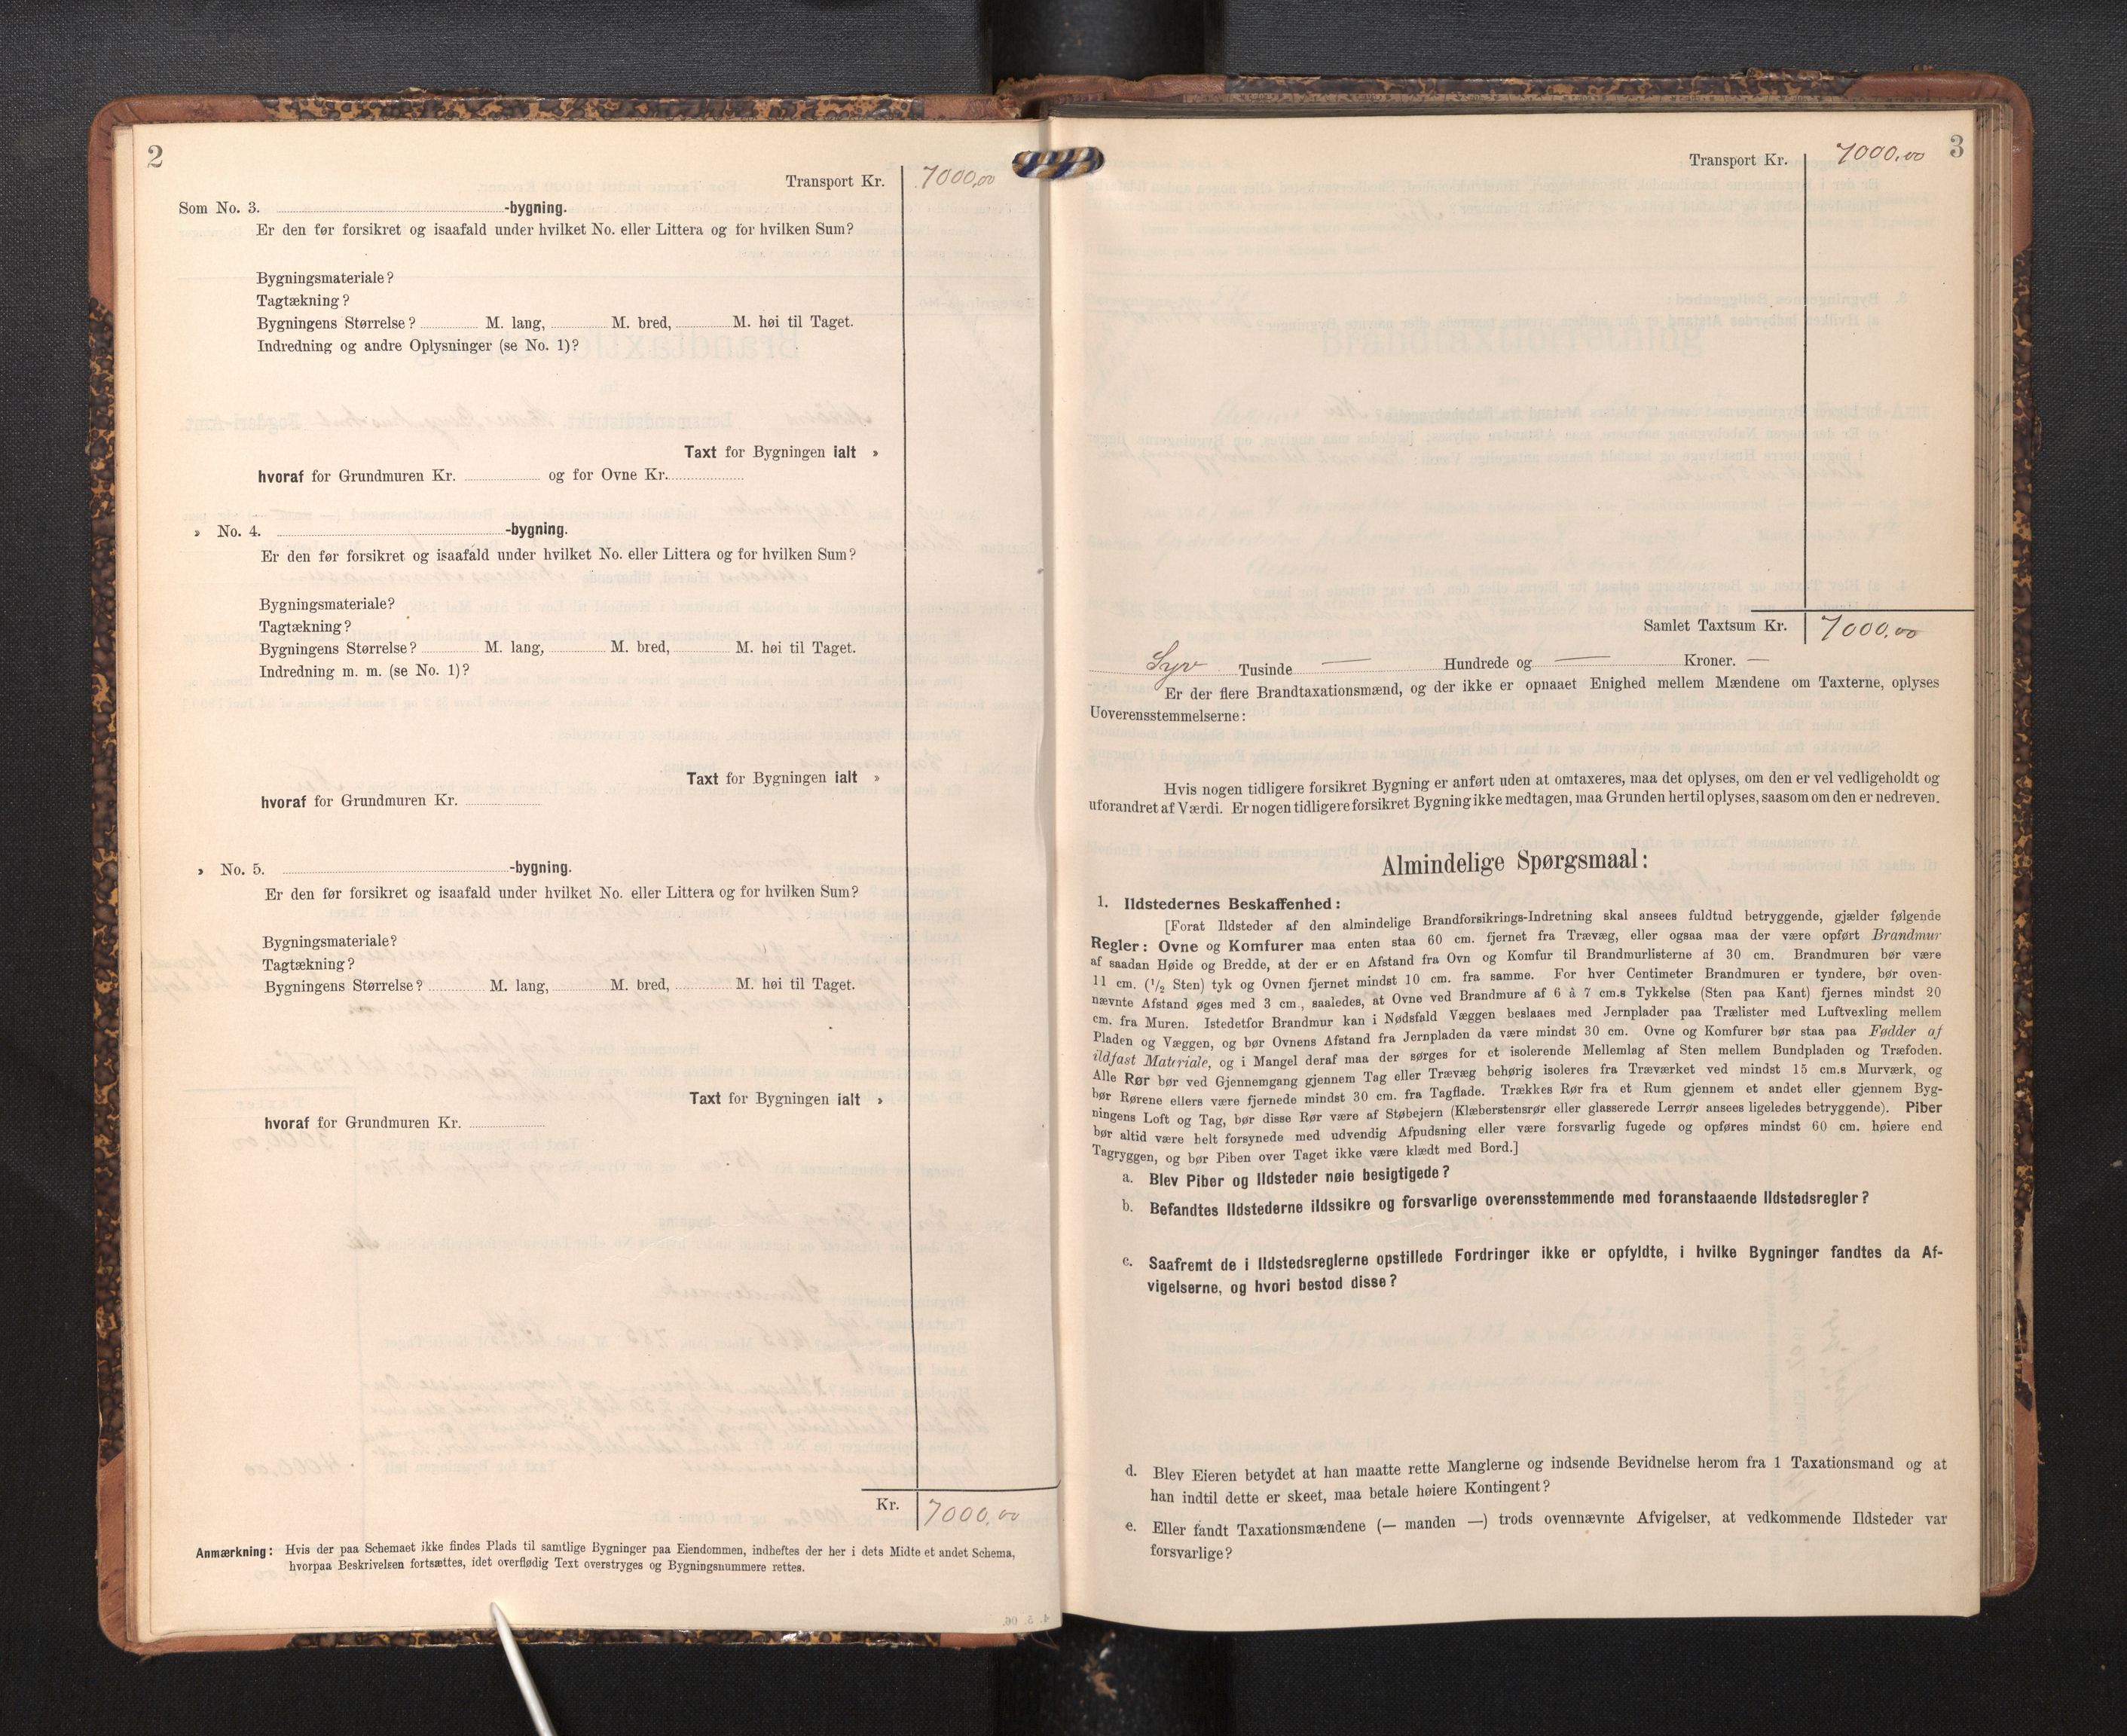 2
Transport Kr. 7000,00
Som No. 3. -bygning.
Er den før forsikret og isaafald under hvilket No. eller Littera og for hvilken Sum?
Bygningsmateriale?
Tagtækning?
Bygningens Størrelse? M. lang, M. bred, M. høi til Taget.
Indredning og andre Oplysninger (se No. 1)?
Taxt for Bygningen ialt »
hvoraf for Grundmuren Kr. og for Ovne Kr.
» No. 4. -bygning.
Er den før forsikret og isaafald under hvilket No. eller Littera og for hvilken Sum?
Bygningsmateriale?
Tagtækning?
Bygningens Størrelse? M. lang, M. bred, M. høi til Taget.
Indredning m. m. (se No. 1)?
Taxt for Bygningen ialt »
hvoraf for Grundmuren Kr.
» No. 5. -bygning.
Er den før forsikret og isaafald under hvilket No. eller Littera og for hvilken Sum?
Bygningsmateriale?
Tagtækning?
Bygningens Størrelse? M. lang, M. bred, M. høi til Taget.
Taxt for Bygningen ialt »
hvoraf for Grundmuren Kr.
Kr. 7000,00
Anmærkning: Hvis der paa Schemaet ikke findes Plads til samtlige Bygninger paa Eiendommen, indheftes der her i dets Midte et andet Schema,
hvorpaa Beskrivelsen fortsættes, idet overflødig Text overstryges og Bygningsnummere rettes.
3
Transport Kr. 7000,00
Samlet Taxtsum Kr. 7000,00
Syv Tusinde — Hundrede og — Kroner. —
Er der flere Brandtaxationsmænd, og der ikke er opnaaet Enighed mellem Mændene om Taxterne, oplyses
Uoverensstemmelserne:
Hvis nogen tidligere forsikret Bygning er anført uden at omtaxeres, maa det oplyses, om den er vel vedligeholdt og
uforandret af Værdi. Er nogen tidligere forsikret Bygning ikke medtagen, maa Grunden hertil oplyses, saasom om den er nedreven.
Almindelige Spørgsmaal:
1. Ildstedernes Beskaffenhed:
[Forat Ildsteder af den almindelige Brandforsikrings-Indretning skal ansees fuldtud betryggende, gjælder følgende
Regler: Ovne og Komfurer maa enten staa 60 cm. fjernet fra Trævæg, eller ogsaa maa der være opført Brandmur
af saadan Høide og Bredde, at der er en Afstand fra Ovn og Komfur til Brandmurlisterne af 30 cm. Brandmuren bør være
11 cm. (1/2 Sten) tyk og Ovnen fjernet mindst 10 cm. fra samme. For hver Centimeter Brandmuren er tyndere, bør oven-
nævnte Afstand øges med 3 cm, saaledes, at Ovne ved Brandmure af 6 à 7 cm.s Tykkelse (Sten paa Kant) fjernes mindst 20
cm. fra Muren. Istedetfor Brandmur kan i Nødsfald Væggen beslaaes med Jernplader paa Trælister med Luftvexling mellem
Pladen og Væggen, og bør Ovnens Afstand fra Jernpladen da være mindst 30 cm. Ovne og Komfurer bør staa paa Fødder af
ildfast Materiale, og i Mangel deraf maa der sørges for et isolerende Mellemlag af Sten mellem Bundpladen og Træfoden.
Alle Rør bør ved Gjennemgang gjennem Tag eller Trævæg behørig isoleres fra Træværket ved mindst 15 cm.s Murværk, og
bør Rørene ellers være fjernede mindst 30 cm. fra Tagflade. Trækkes Rør fra et Rum gjennem et andet eller gjennem Byg-
ningens Loft og Tag, bør disse Rør være af Støbejern (Klæberstensrør eller glasserede Lerrør ansees ligeledes betryggende). Piber
bør altid være helt forsynede med udvendig Afpudsning eller være forsvarlig fugede og opføres mindst 60 cm. høiere end
Tagryggen, og bør Piben over Taget ikke være klædt med Bord.]
a. Blev Piber og Ildsteder nøie besigtigede?
b. Befandtes Ildstederne ildssikre og forsvarlige overensstemmende med foranstaaende Ildstedsregler?
c. Saafremt de i Ildstedsreglerne opstillede Fordringer ikke er opfyldte, i hvilke Bygninger fandtes da Af-
vigelserne, og hvori bestod disse?
d. Blev Eieren betydet at han maatte rette Manglerne og indsende Bevidnelse herom fra 1 Taxationsmand og at
han indtil dette er skeet, maa betale høiere Kontingent?
e. Eller fandt Taxationsmændene (— manden —) trods ovennævnte Afvigelser, at vedkommende Ildsteder var
forsvarlige?